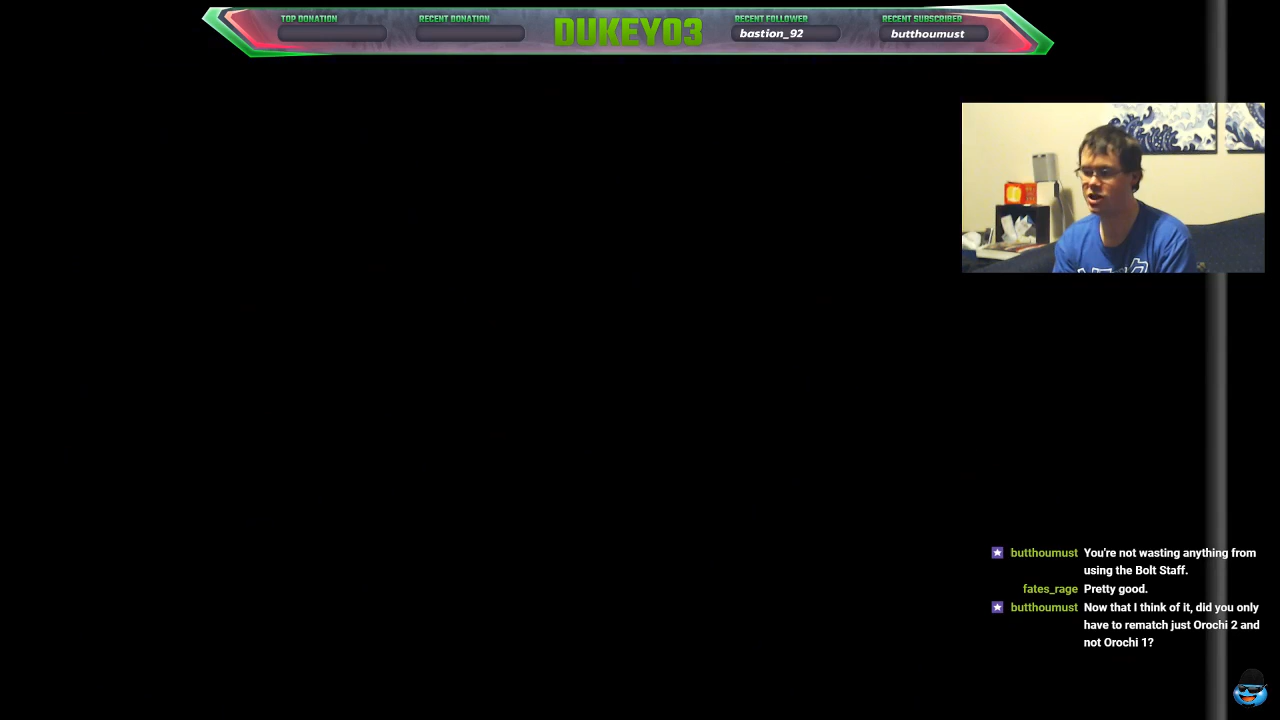 TOP DONATION
RECENT DONATION
DUKEY03
RECENT FOLLOWER
bastion_92
RECENT SUBSCRIBER
butthoumust
butthoumust You're not wasting anything from
using the Bolt Staff.
fates_rage Pretty good.
butthoumust Now that I think of it, did you only
have to rematch just Orochi 2 and
not Orochi 1?